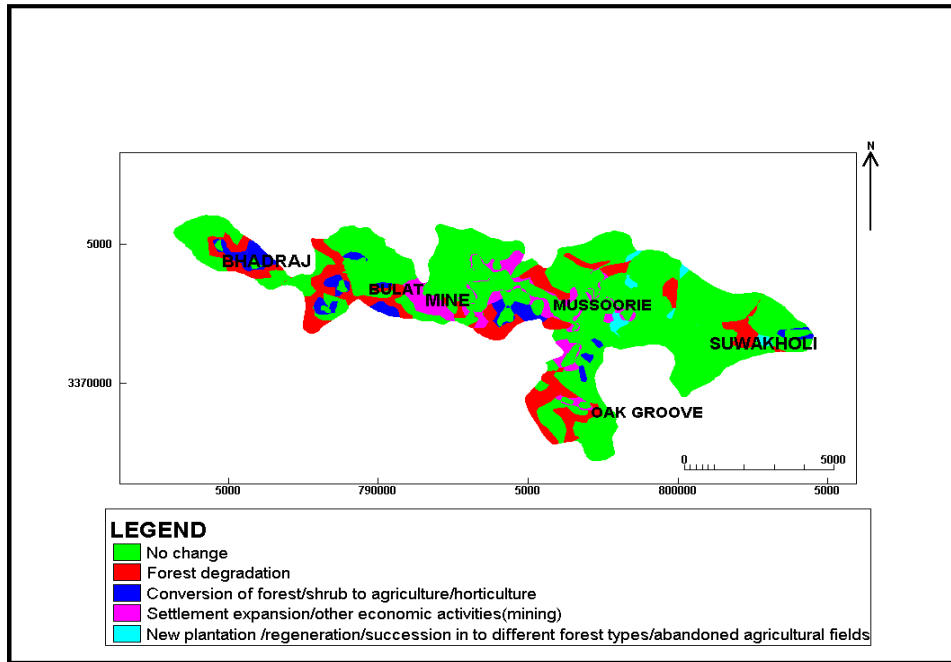 N
5000
BHADRAJ
BULAT
MINE
MUSSOORIE
SUWAKHOLI
3370000
OAK GROOVE
0 5000
5000 790000 5000 800000 5000
LEGEND
No change
Forest degradation
Conversion of forest/shrub to agriculture/horticulture
Settlement expansion/other economic activities(mining)
New plantation /regeneration/succession in to different forest types/abandoned agricultural fields